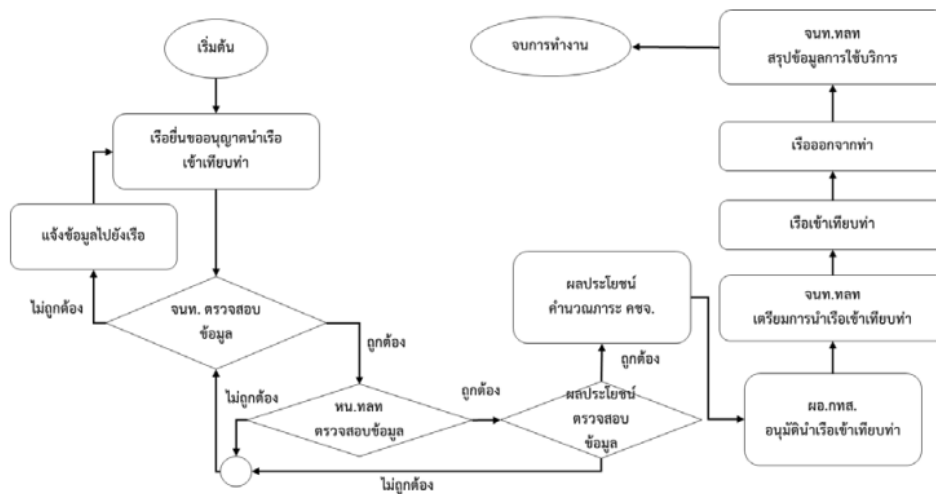 เริ่มต้น
เรือยื่นขออนุญาตนำเรือ
เข้าเทียบท่า
แจ้งข้อมูลไปยังเรือ
ไม่ถูกต้อง
จนท. ตรวจสอบ
ข้อมูล
ถูกต้อง
ไม่ถูกต้อง
หน.ทลท
ตรวจสอบข้อมูล
ถูกต้อง
ผลประโยชน์
ตรวจสอบ
ข้อมูล
ไม่ถูกต้อง
ถูกต้อง
ผลประโยชน์
คำนวณภาระ คชจ.
ผอ.กทส.
อนุมัตินำเรือเข้าเทียบท่า
จนท.ทลท
เตรียมการนำเรือเข้าเทียบท่า
เรือเข้าเทียบท่า
เรือออกจากท่า
จนท.ทลท
สรุปข้อมูลการใช้บริการ
จบการทำงาน